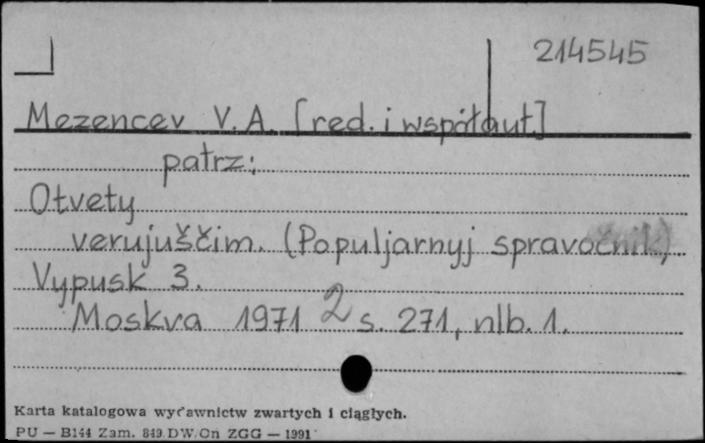 214545
Mezencev V.A. [red. i współaut.]
patrz:
Otvety
verujuščim. (Populjarnyj spravočnik)
Vypusk 3.
Moskva 1971 2 s. 271, nlb. 1.
Karta katalogowa wydawnictw zwartych i ciągłych.
PU — B144 Zam. 849.DW.On ZGG — 1991